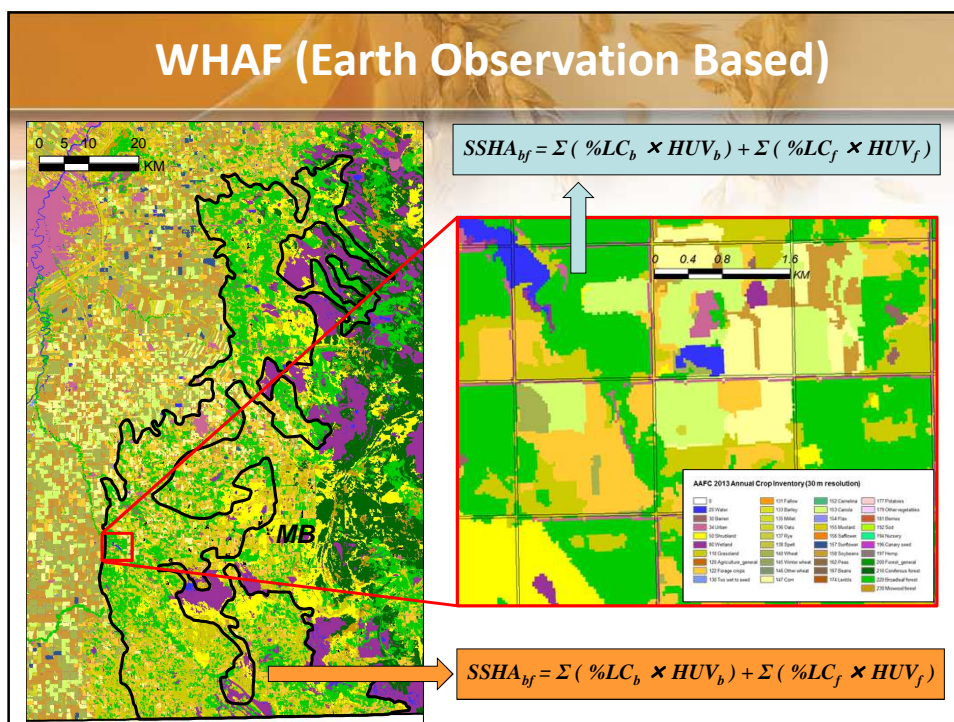 WHAF (Earth Observation Based)
0 5 10 20
KM
MB
SSHA_bf = Σ ( %LC_b × HUV_b ) + Σ ( %LC_f × HUV_f )
0 0.4 0.8 1.6
KM
AAFC 2013 Annual Crop Inventory (30 m resolution)
0
20 Water
30 Barren
34 Urban
50 Shrubland
80 Wetland
110 Grassland
120 Agriculture_general
122 Forage crops
130 Too wet to seed
131 Fallow
133 Barley
135 Millet
136 Oats
137 Rye
138 Spelt
140 Wheat
145 Winter wheat
146 Other wheat
147 Corn
152 Camelina
153 Canola
154 Flax
155 Mustard
156 Safflower
157 Sunflower
158 Soybeans
162 Peas
167 Beans
174 Lentils
177 Potatoes
179 Other vegetables
181 Berries
192 Sod
194 Nursery
196 Canary seed
197 Hemp
200 Forest_general
210 Coniferous forest
220 Broadleaf forest
230 Mixedwood forest
SSHA_bf = Σ ( %LC_b × HUV_b ) + Σ ( %LC_f × HUV_f )